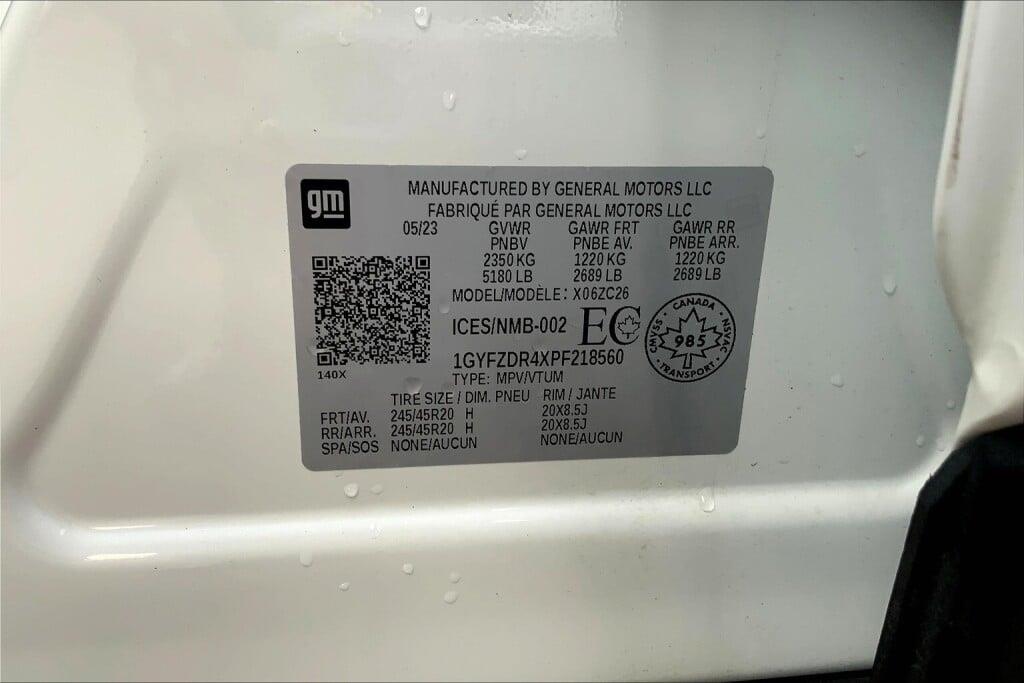 gm
MANUFACTURED BY GENERAL MOTORS LLC
FABRIQUÉ PAR GENERAL MOTORS LLC
05/23 GVWR GAWR FRT GAWR RR
PNBV PNBE AV. PNBE ARR.
2350 KG 1220 KG 1220 KG
5180 LB 2689 LB 2689 LB
MODEL/MODÈLE: X06ZC26
ICES/NMB-002 EC
CANADA
CMVSS 985 NSVAC
TRANSPORT
1GYFZDR4XPF218560
140X
TYPE: MPV/VTUM
TIRE SIZE / DIM. PNEU RIM / JANTE
FRT/AV. 245/45R20 H 20X8.5J
RR/ARR. 245/45R20 H 20X8.5J
SPA/SOS NONE/AUCUN NONE/AUCUN